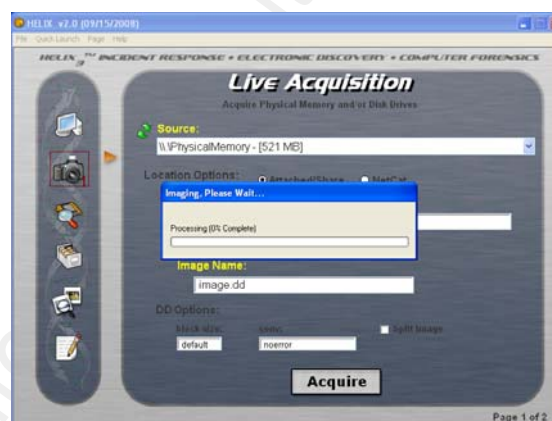 HELIX v2.0 (09/15/2008)
File Quick Launch Page Help
HELIX3™ INCIDENT RESPONSE • ELECTRONIC DISCOVERY • COMPUTER FORENSICS
Live Acquisition
Acquire Physical Memory and/or Disk Drives
Source:
\\.\PhysicalMemory - [521 MB]
Location Options: Attached/Share NetCat
Imaging, Please Wait...
Processing (0% Complete)
Image Name:
image.dd
DD Options:
block size: Split Image
default noerror
Acquire
Page 1 of 2